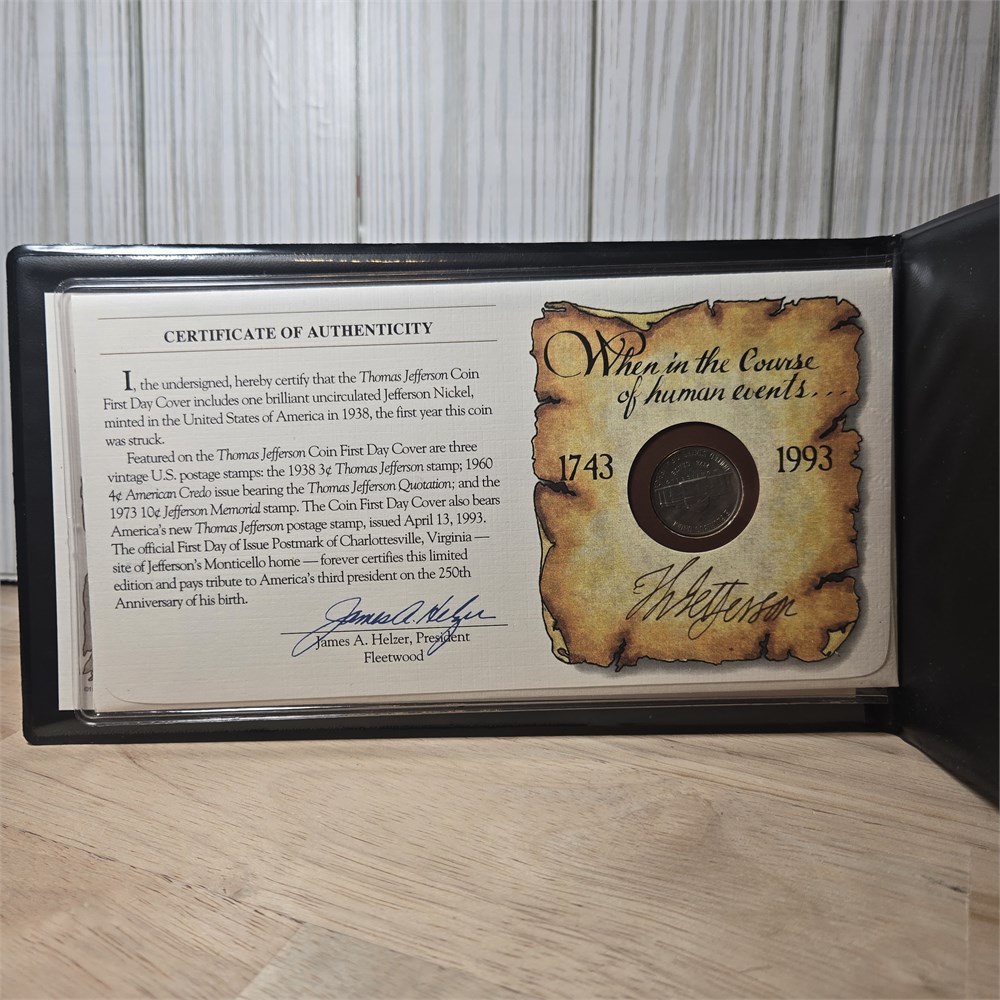 CERTIFICATE OF AUTHENTICITY
I, the undersigned, hereby certify that the Thomas Jefferson Coin
First Day Cover includes one brilliant uncirculated Jefferson Nickel,
minted in the United States of America in 1938, the first year this coin
was struck.
Featured on the Thomas Jefferson Coin First Day Cover are three
vintage U.S. postage stamps: the 1938 3¢ Thomas Jefferson stamp; 1960
4¢ American Credo issue bearing the Thomas Jefferson Quotation; and the
1973 10¢ Jefferson Memorial stamp. The Coin First Day Cover also bears
America's new Thomas Jefferson postage stamp, issued April 13, 1993.
The official First Day of Issue Postmark of Charlottesville, Virginia —
site of Jefferson's Monticello home — forever certifies this limited
edition and pays tribute to America's third president on the 250th
Anniversary of his birth.
James A. Helzer
James A. Helzer, President
Fleetwood
When in the Course
of human events...
1743
1993
Th Jefferson